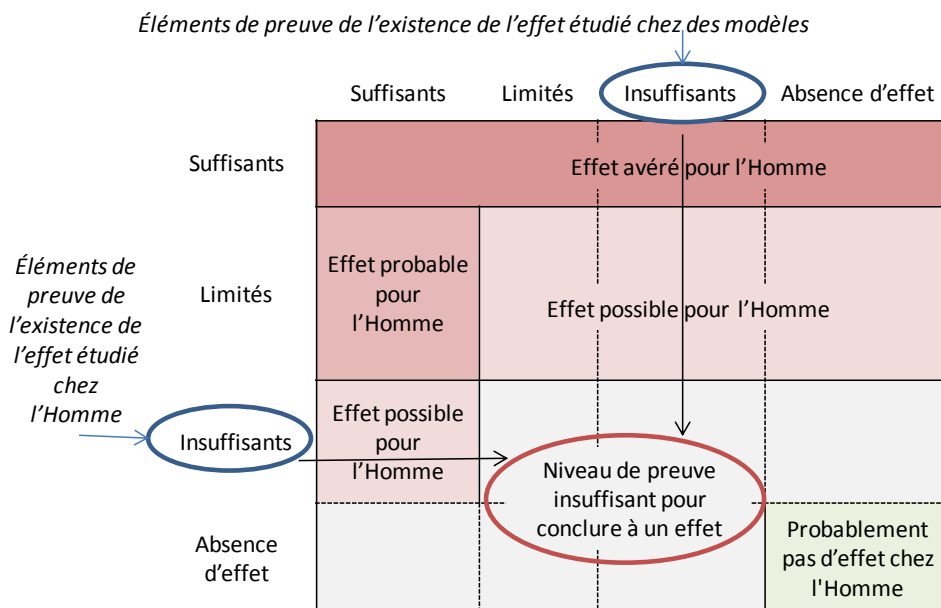 Éléments de preuve de l’existence de l’effet étudié chez des modèles
Suffisants
Limités
Insuffisants
Absence d’effet
Suffisants
Effet avéré pour l’Homme
Éléments de
preuve de
l’existence de
l’effet étudié
chez
l’Homme
Limités
Effet probable
pour
l’Homme
Effet possible pour l’Homme
Insuffisants
Effet possible
pour
l’Homme
Niveau de preuve
insuffisant pour
conclure à un effet
Absence
d’effet
Probablement
pas d’effet chez
l'Homme